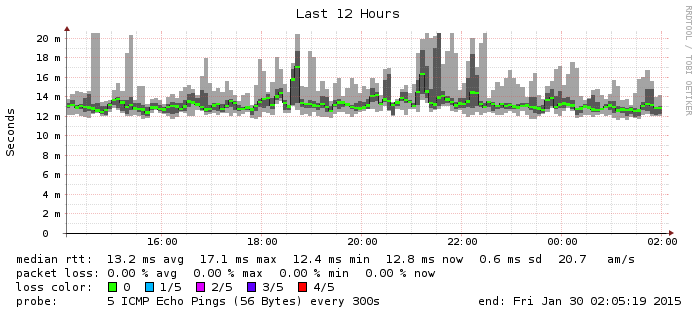 Last 12 Hours
RRDTOOL / TOBI OETIKER
Seconds
20 m
18 m
16 m
14 m
12 m
10 m
8 m
6 m
4 m
2 m
0
16:00 18:00 20:00 22:00 00:00 02:00
median rtt: 13.2 ms avg 17.1 ms max 12.4 ms min 12.8 ms now 0.6 ms sd 20.7 am/s
packet loss: 0.00 % avg 0.00 % max 0.00 % min 0.00 % now
loss color: 0 1/5 2/5 3/5 4/5
probe: 5 ICMP Echo Pings (56 Bytes) every 300s end: Fri Jan 30 02:05:19 2015